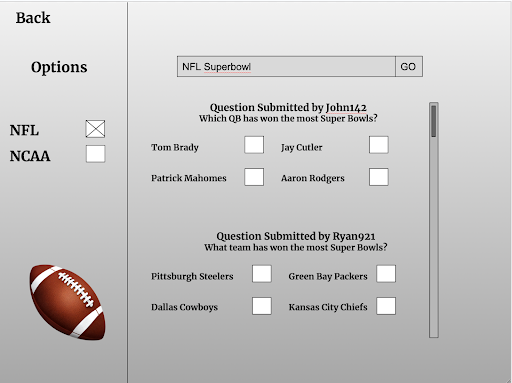 Back
Options
NFL
NCAA
NFL Superbowl GO
Question Submitted by John142
Which QB has won the most Super Bowls?
Tom Brady Jay Cutler
Patrick Mahomes Aaron Rodgers
Question Submitted by Ryan921
What team has won the most Super Bowls?
Pittsburgh Steelers Green Bay Packers
Dallas Cowboys Kansas City Chiefs